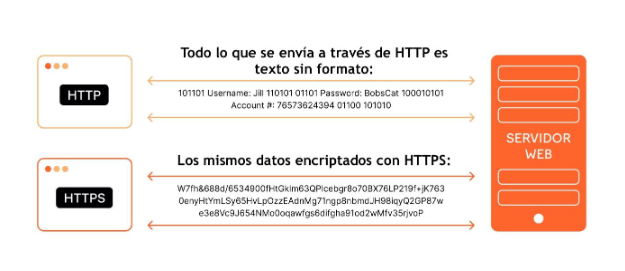 Todo lo que se envía a través de HTTP es
texto sin formato:
HTTP
101101 Username: Jill 110101 01101 Password: BobsCat 100010101
Account #: 76573624394 01100 101010
SERVIDOR
WEB
Los mismos datos encriptados con HTTPS:
HTTPS
W7fh&688d/6534900fHtGkIm63QPlcebgr8o70BX76LP219f+jK763
0enyHtYmLSy65HvLpOzzEAdnMg71ngp8nbmdJH98iqyQ2GP87w
e3e8Vc9J654NMo0oqawfgs6difgha91od2wMfv35rjvoP